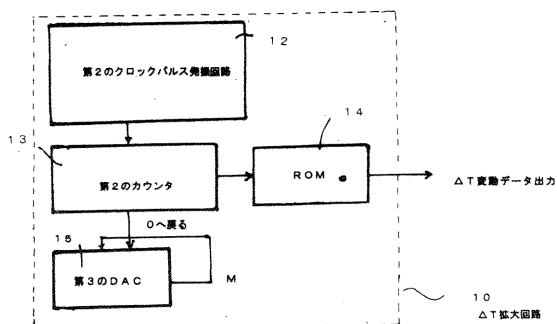 12
第2のクロックパルス発振回路
13
14
第2のカウンタ
ROM
△T変動データ出力
0へ戻る
15
第3のDAC
M
10
△T拡大回路